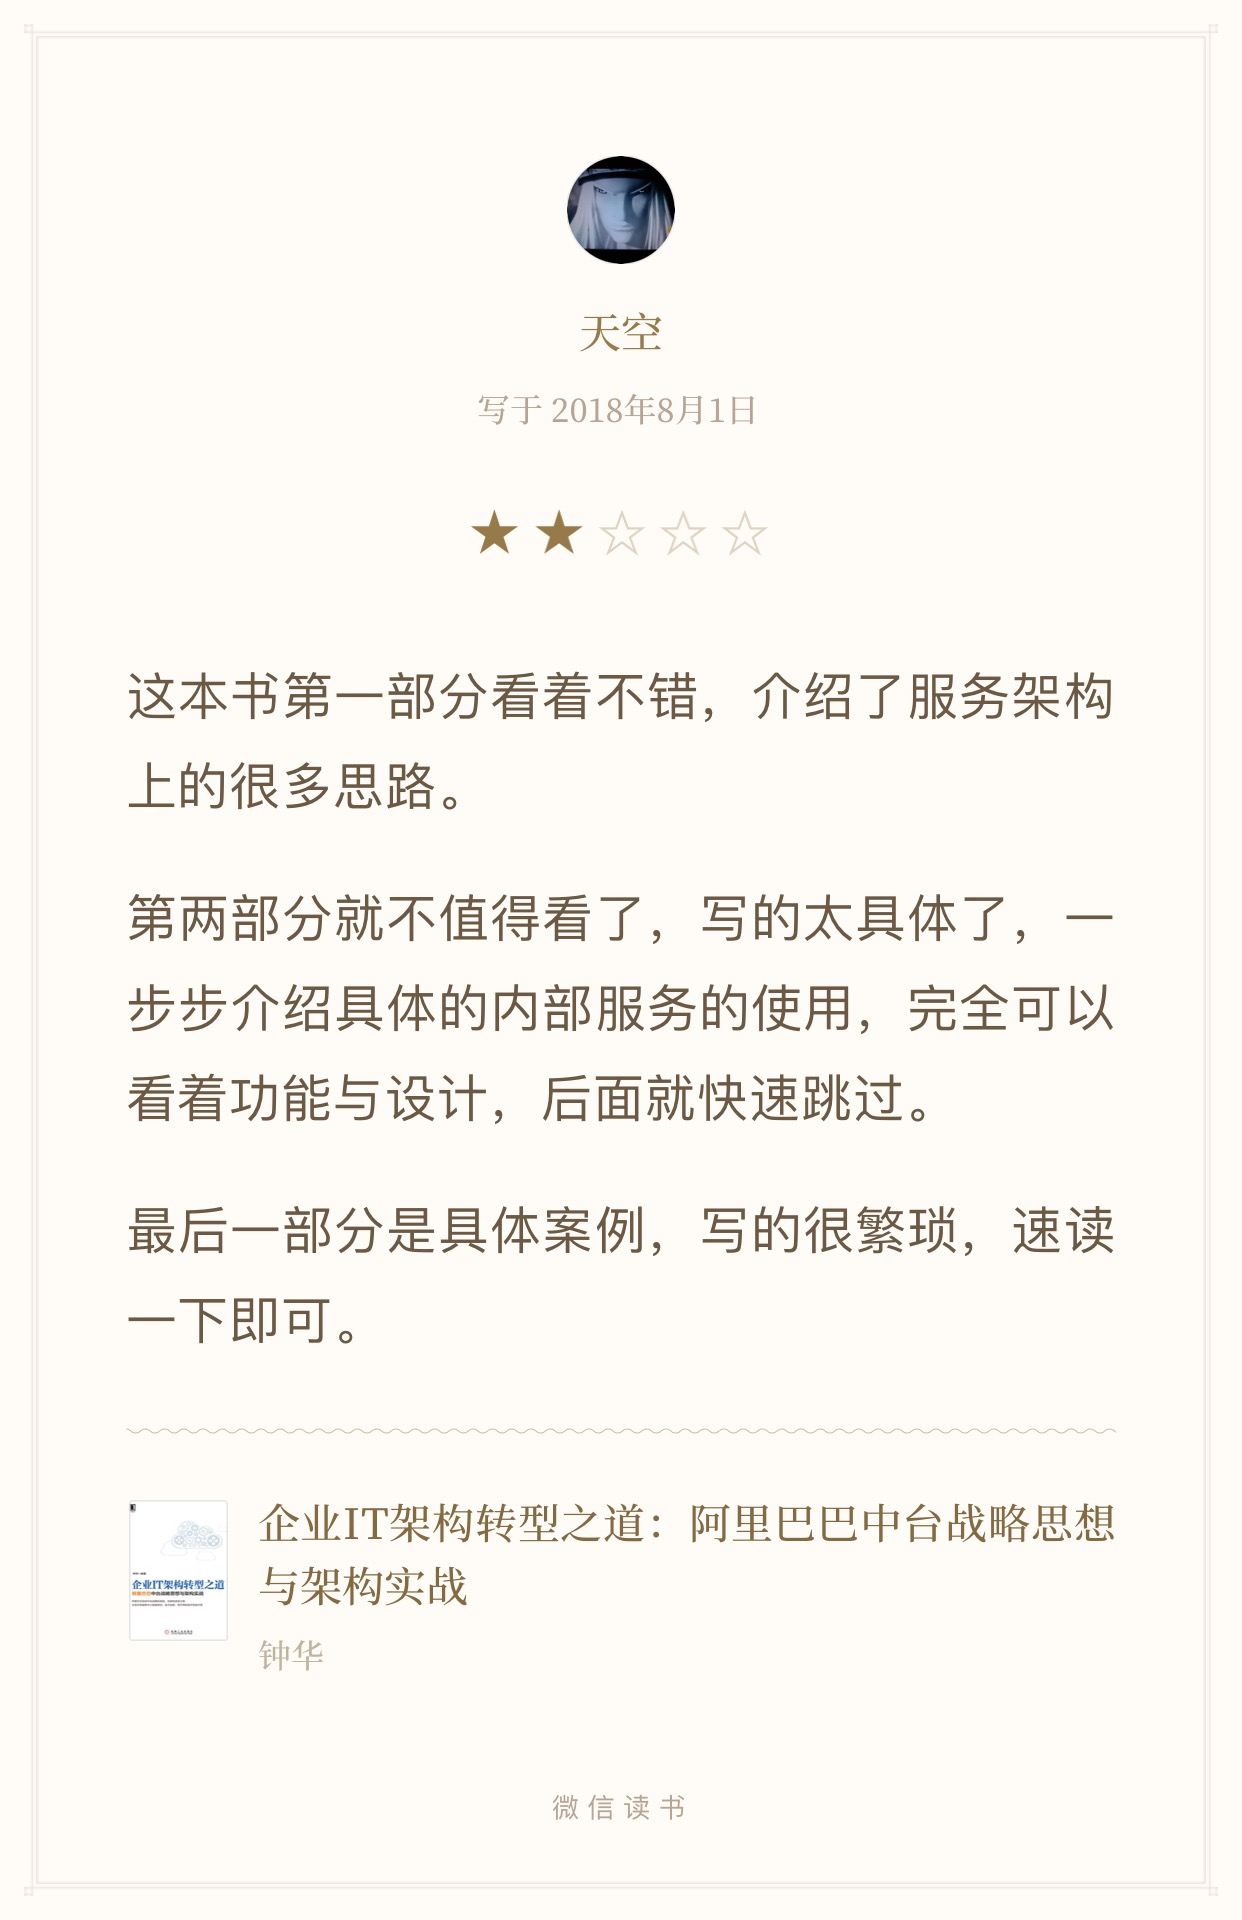 天空
写于 2018年8月1日
★★☆☆☆
这本书第一部分看着不错，介绍了服务架构
上的很多思路。
第两部分就不值得看了，写的太具体了，一
步步介绍具体的内部服务的使用，完全可以
看着功能与设计，后面就快速跳过。
最后一部分是具体案例，写的很繁琐，速读
一下即可。
企业IT架构转型之道
企业IT架构转型之道：阿里巴巴中台战略思想
与架构实战
钟华
微信读书